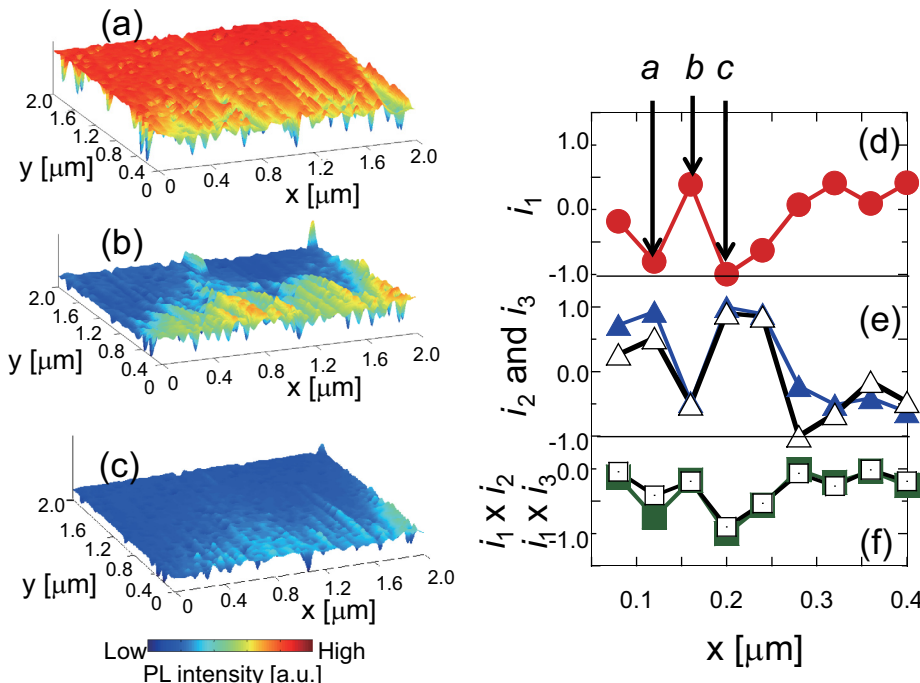 (a)
2.0
1.6
1.2
0.8
0.4
0
y [μm]
0
0.4
0.8
1.2
1.6
2.0
x [μm]
(b)
2.0
1.6
1.2
0.8
0.4
0
y [μm]
0
0.4
0.8
1.2
1.6
2.0
x [μm]
(c)
2.0
1.6
1.2
0.8
0.4
0
y [μm]
0
0.4
0.8
1.2
1.6
2.0
x [μm]
Low High
PL intensity [a.u.]
a b c
(d)
1.0
0.0
-1.0
i1
(e)
1.0
0.0
-1.0
i2 and i3
(f)
0.0
-1.0
i1 x i2
i1 x i3
0.1 0.2 0.3 0.4
x [μm]